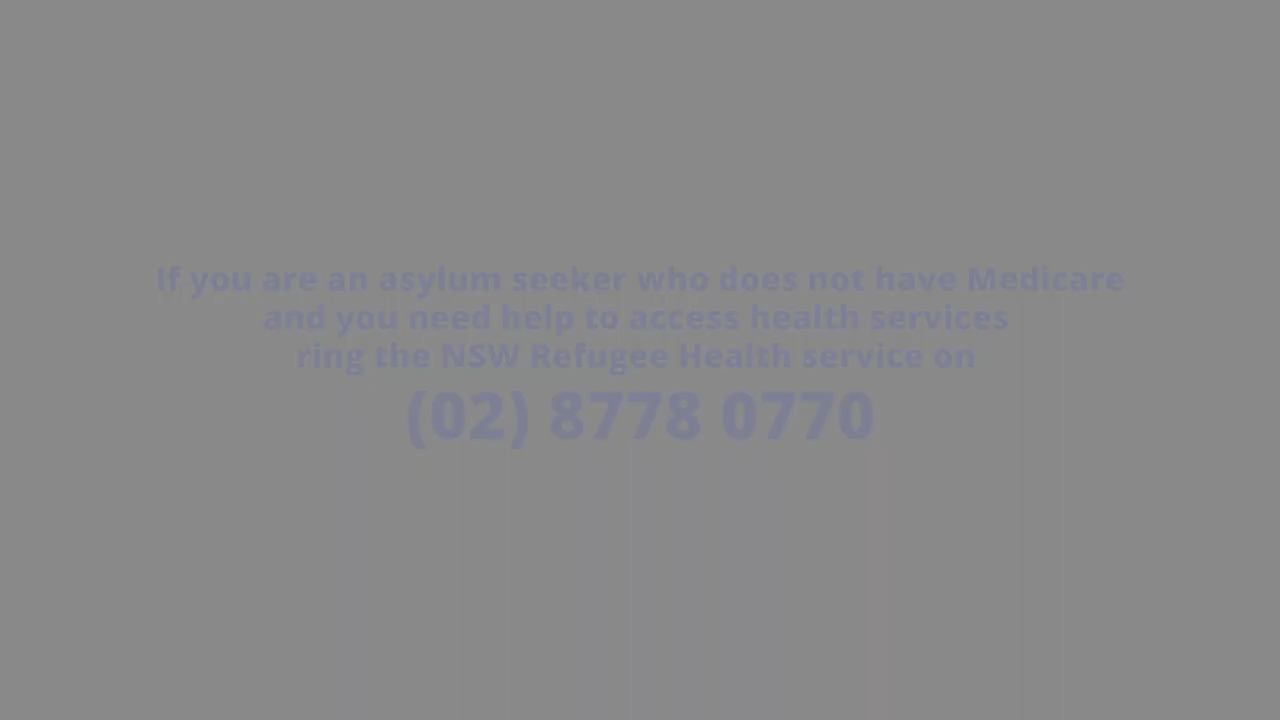 If you are an asylum seeker who does not have Medicare
and you need help to access health services
ring the NSW Refugee Health service on
(02) 8778 0770